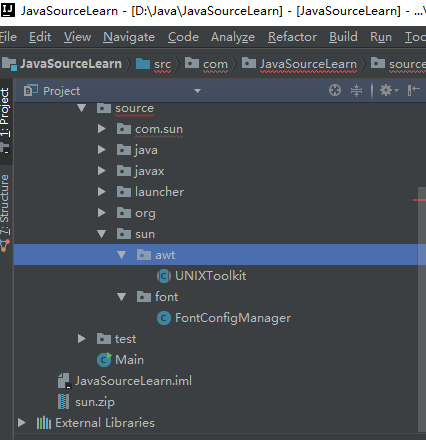 JavaSourceLearn - [D:\Java\JavaSourceLearn] - [JavaSourceLearn] - ...\
File Edit View Navigate Code Analyze Refactor Build Run Too
JavaSourceLearn src com JavaSourceLearn source
1: Project
Project
7: Structure
source
com.sun
java
javax
launcher
org
sun
awt
UNIXToolkit
font
FontConfigManager
test
Main
JavaSourceLearn.iml
sun.zip
External Libraries